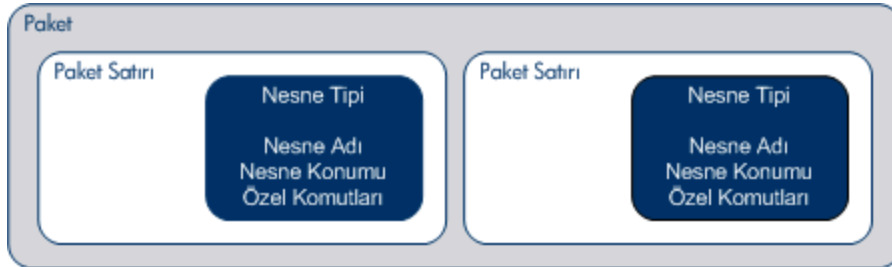 Paket
Paket Satırı
Nesne Tipi
Nesne Adı
Nesne Konumu
Özel Komutları
Paket Satırı
Nesne Tipi
Nesne Adı
Nesne Konumu
Özel Komutları